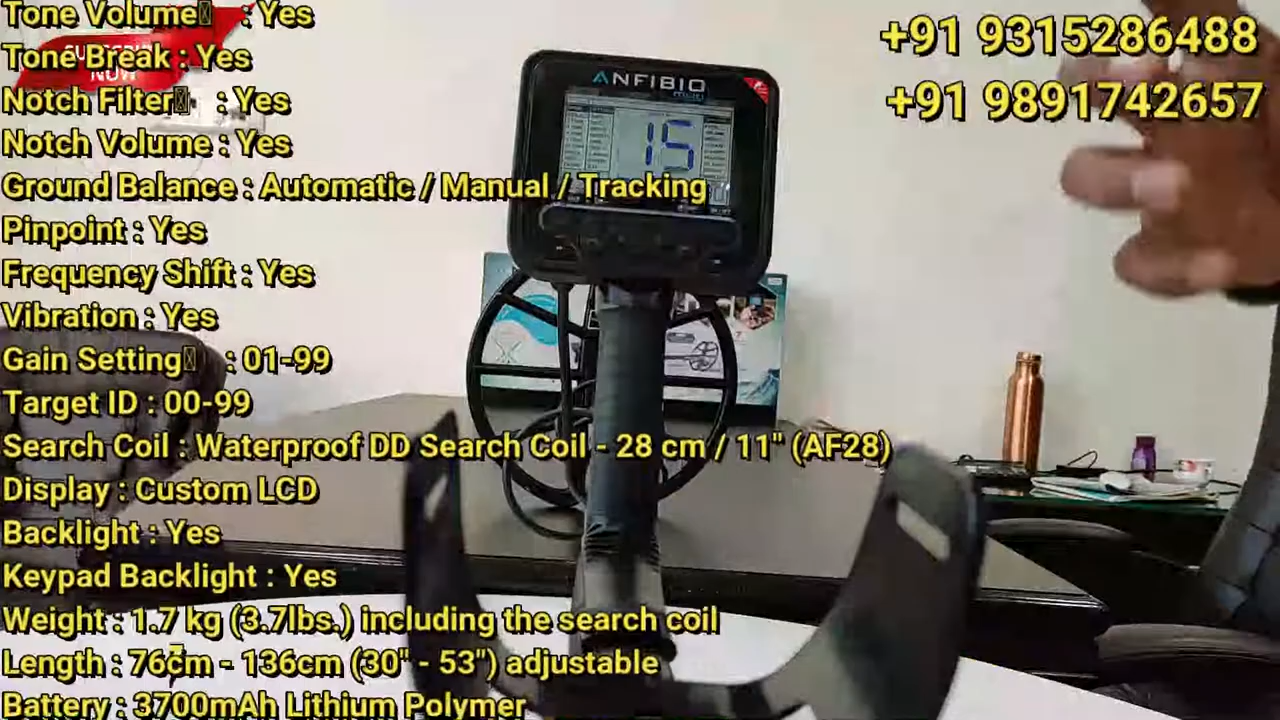 Tone Volume : Yes
SUBSCRIBE
NOW
Tone Break : Yes
Notch Filter : Yes
Notch Volume : Yes
Ground Balance : Automatic / Manual / Tracking
Pinpoint : Yes
Frequency Shift : Yes
Vibration : Yes
Gain Setting : 01-99
Target ID : 00-99
Search Coil : Waterproof DD Search Coil - 28 cm / 11" (AF28)
Display : Custom LCD
Backlight : Yes
Keypad Backlight : Yes
Weight : 1.7 kg (3.7lbs.) including the search coil
Length : 76cm - 136cm (30" - 53") adjustable
Battery : 3700mAh Lithium Polymer
ANFIBIO
multi
15
+91 9315286488
+91 9891742657